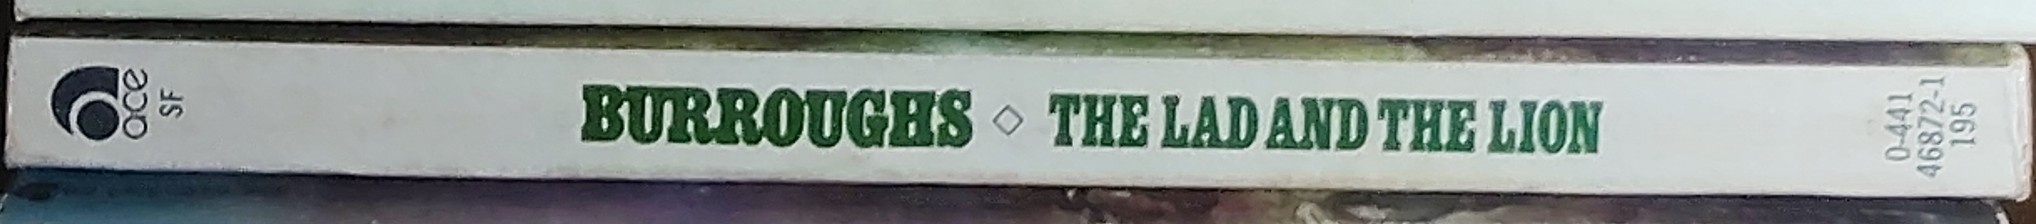 ace
SF
BURROUGHS ◇ THE LAD AND THE LION
0-441
46872-1
195